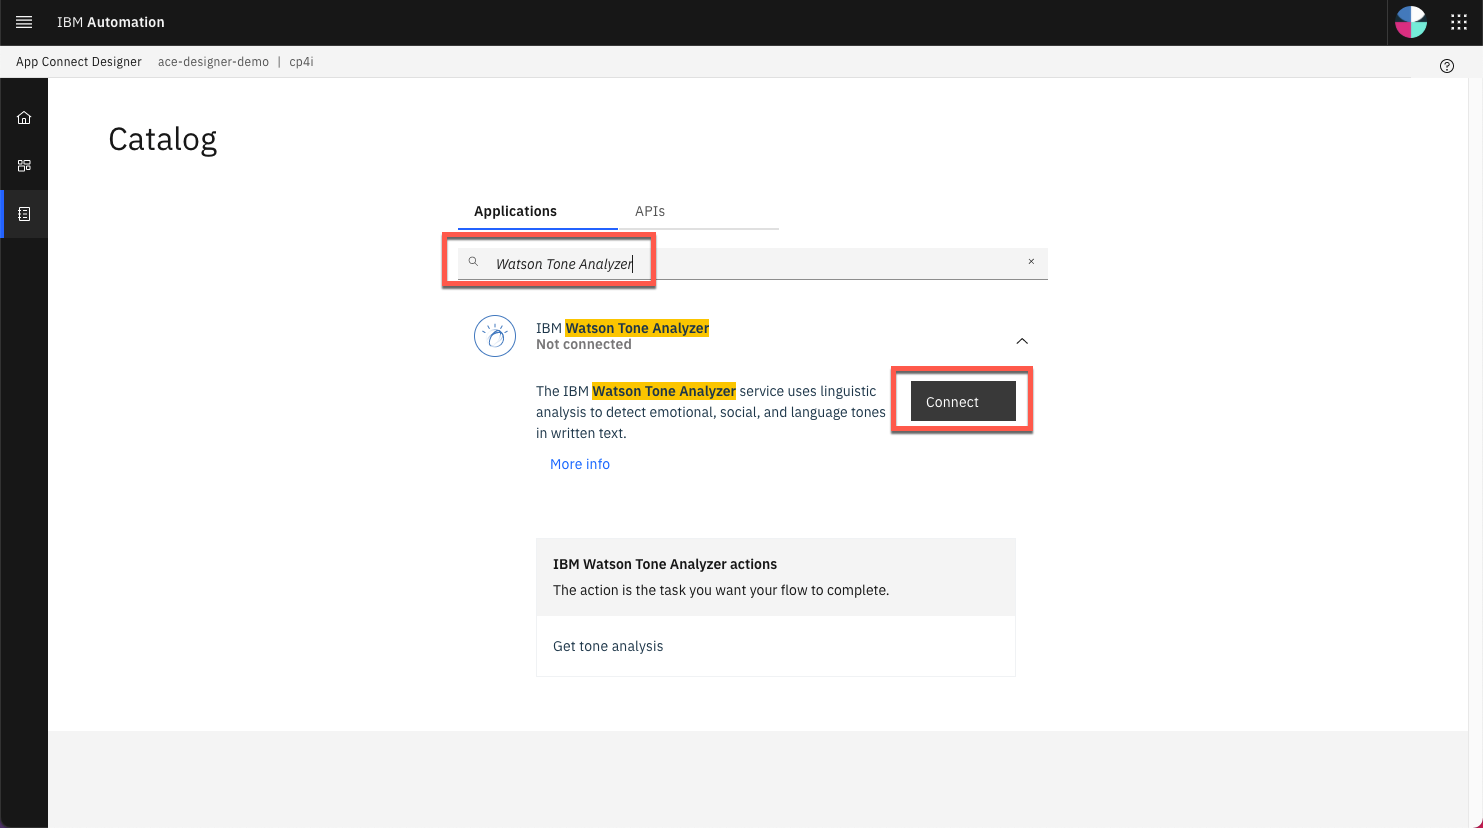 IBM Automation
App Connect Designer ace-designer-demo | cp4i
Catalog
Applications APIs
Watson Tone Analyzer
IBM Watson Tone Analyzer
Not connected
The IBM Watson Tone Analyzer service uses linguistic
analysis to detect emotional, social, and language tones
in written text.
Connect
More info
IBM Watson Tone Analyzer actions
The action is the task you want your flow to complete.
Get tone analysis